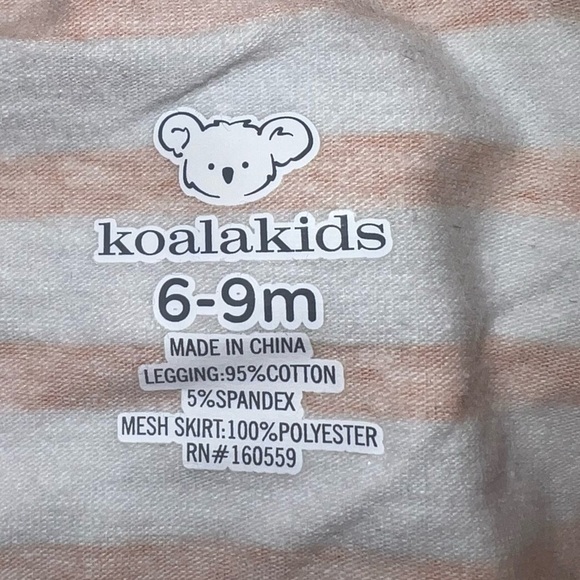 koalakids
6-9m
MADE IN CHINA
LEGGING:95%COTTON
5%SPANDEX
MESH SKIRT:100%POLYESTER
RN#160559